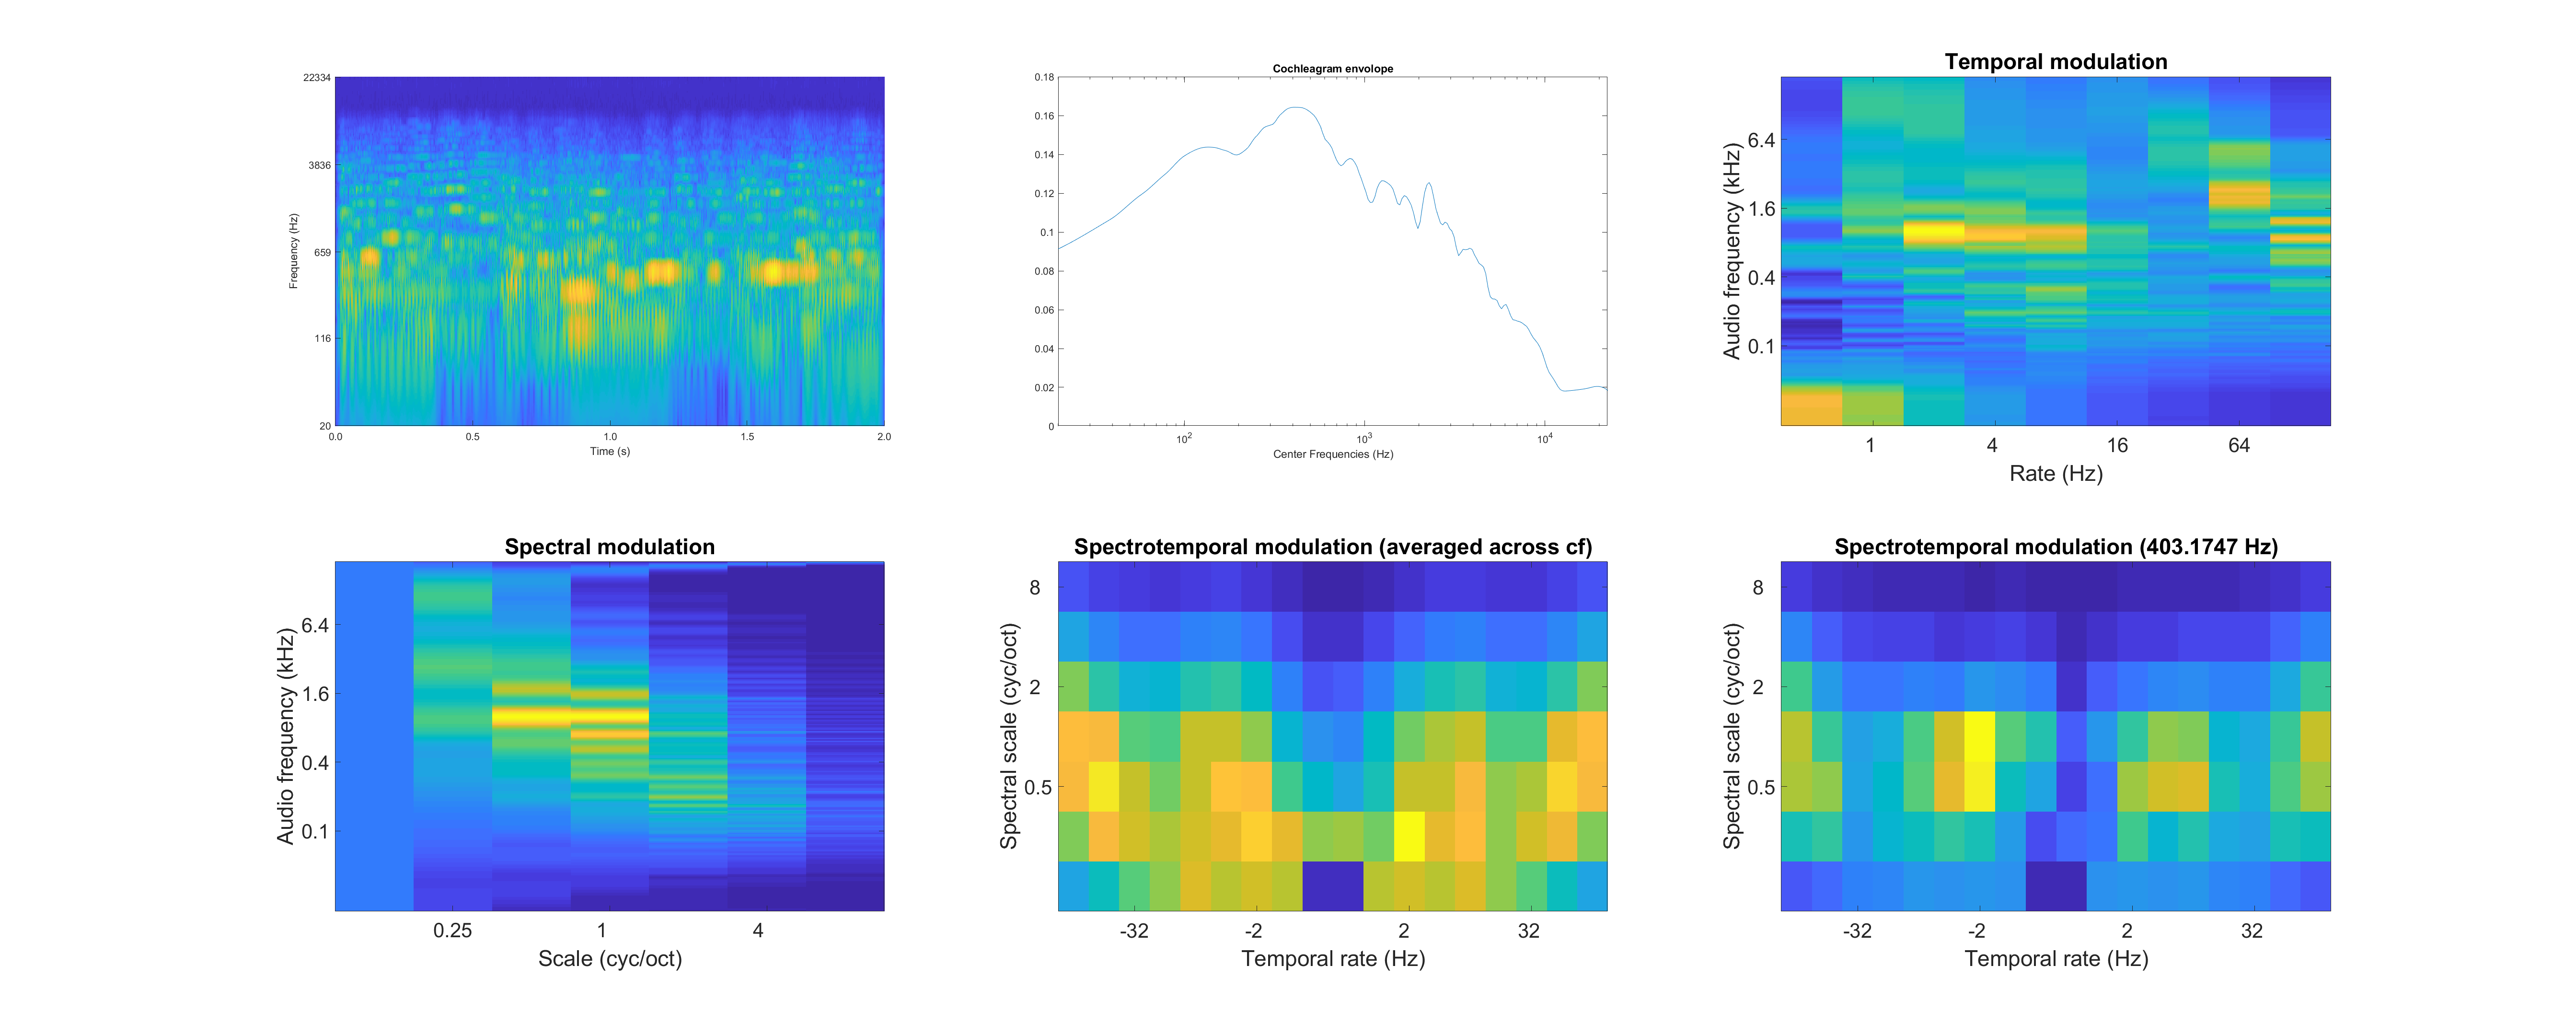 22334
3836
659
116
20
Frequency (Hz)
0.0 0.5 1.0 1.5 2.0
Time (s)
Cochleagram envolope
0.18
0.16
0.14
0.12
0.1
0.08
0.06
0.04
0.02
0
10^2 10^3 10^4
Center Frequencies (Hz)
Temporal modulation
6.4
1.6
0.4
0.1
Audio frequency (kHz)
1 4 16 64
Rate (Hz)
Spectral modulation
6.4
1.6
0.4
0.1
Audio frequency (kHz)
0.25 1 4
Scale (cyc/oct)
Spectrotemporal modulation (averaged across cf)
8
2
0.5
Spectral scale (cyc/oct)
-32 -2 2 32
Temporal rate (Hz)
Spectrotemporal modulation (403.1747 Hz)
8
2
0.5
Spectral scale (cyc/oct)
-32 -2 2 32
Temporal rate (Hz)